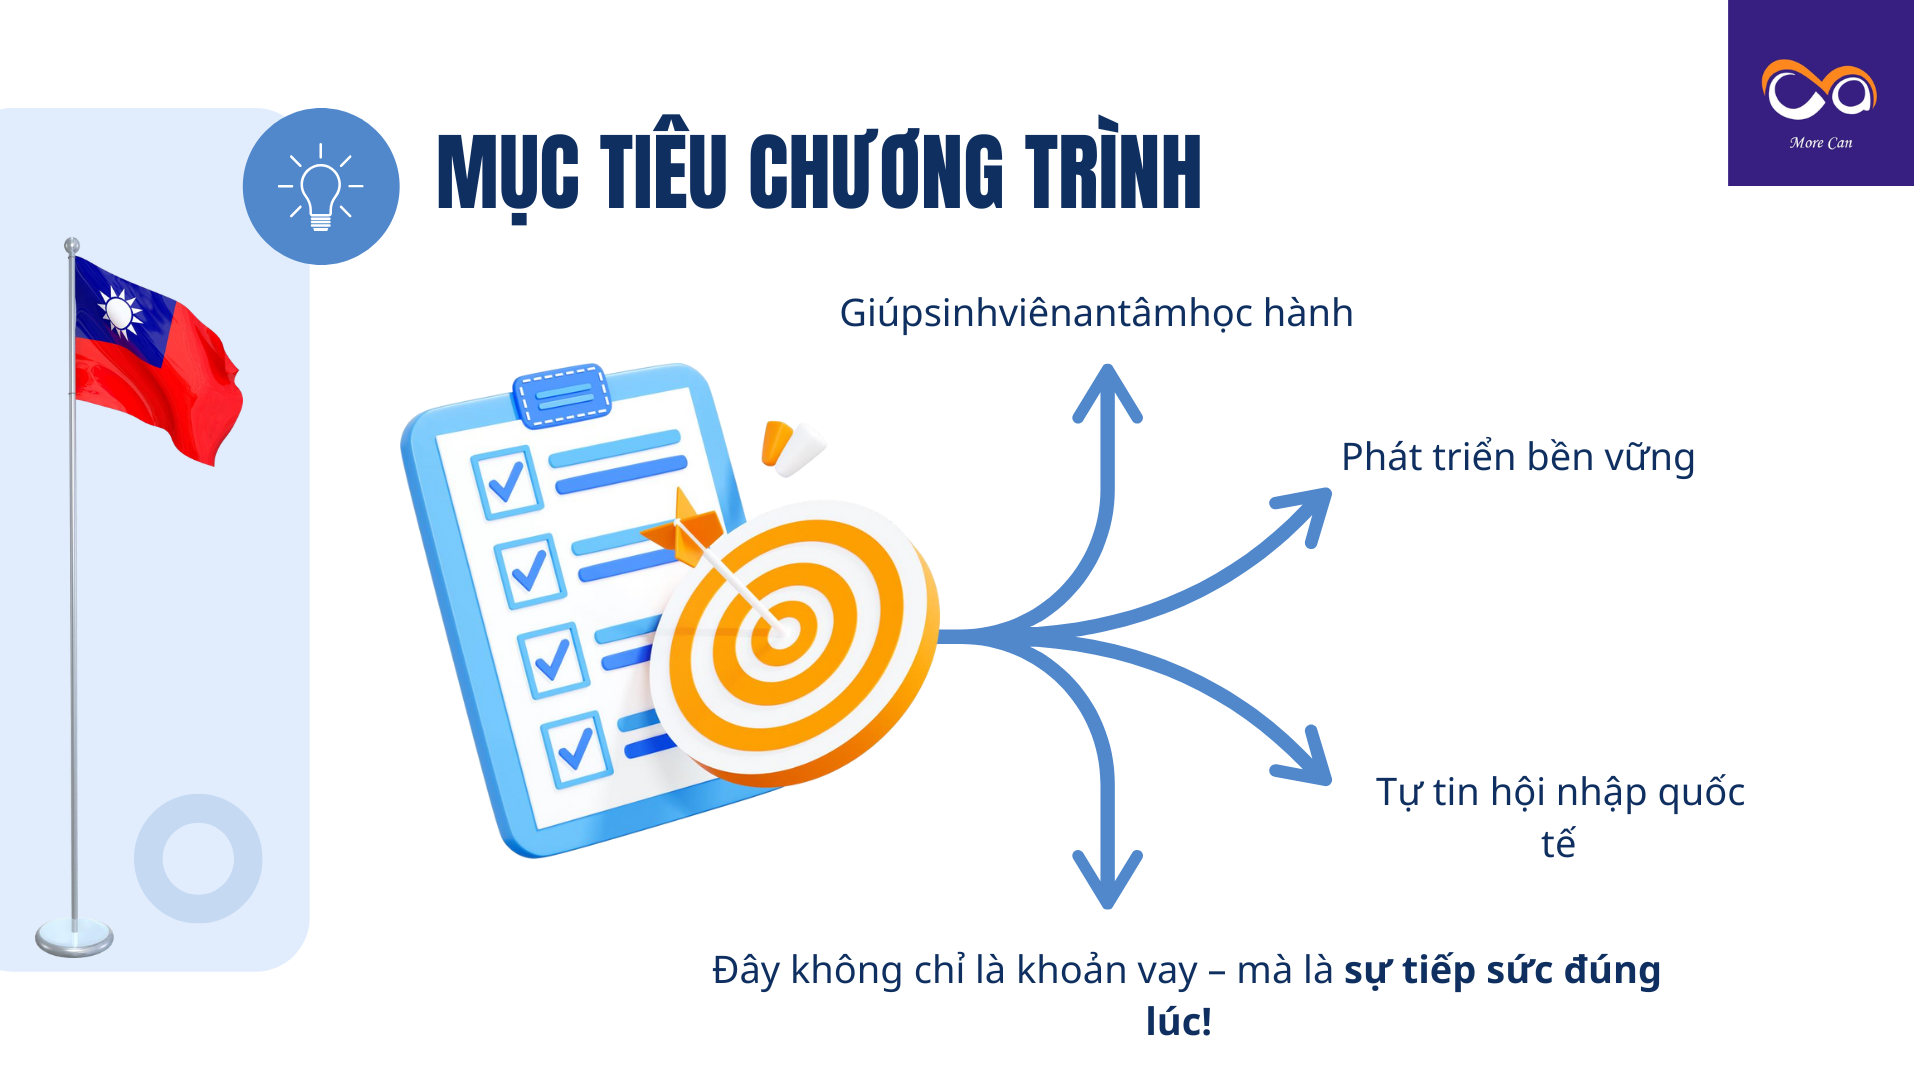 More Can
MỤC TIÊU CHƯƠNG TRÌNH
Giúpsinhviênantâmhọc hành
Phát triển bền vững
Tự tin hội nhập quốc
tế
Đây không chỉ là khoản vay – mà là sự tiếp sức đúng
lúc!